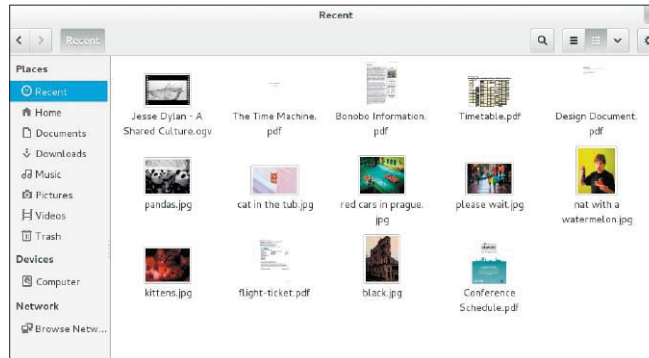 Recent
Recent
Places
Recent
Home
Documents
Downloads
Music
Pictures
Videos
Trash
Devices
Computer
Network
Browse Netw...
Jesse Dylan - A
Shared Culture.ogv
The Time Machine.
pdf
Bonobo Information.
pdf
Timetable.pdf
Design Document.
pdf
pandas.jpg
cat in the tub.jpg
red cars in prague.
jpg
please wait.jpg
nat with a
watermelon.jpg
kittens.jpg
flight-ticket.pdf
black.jpg
Conference
Schedule.pdf